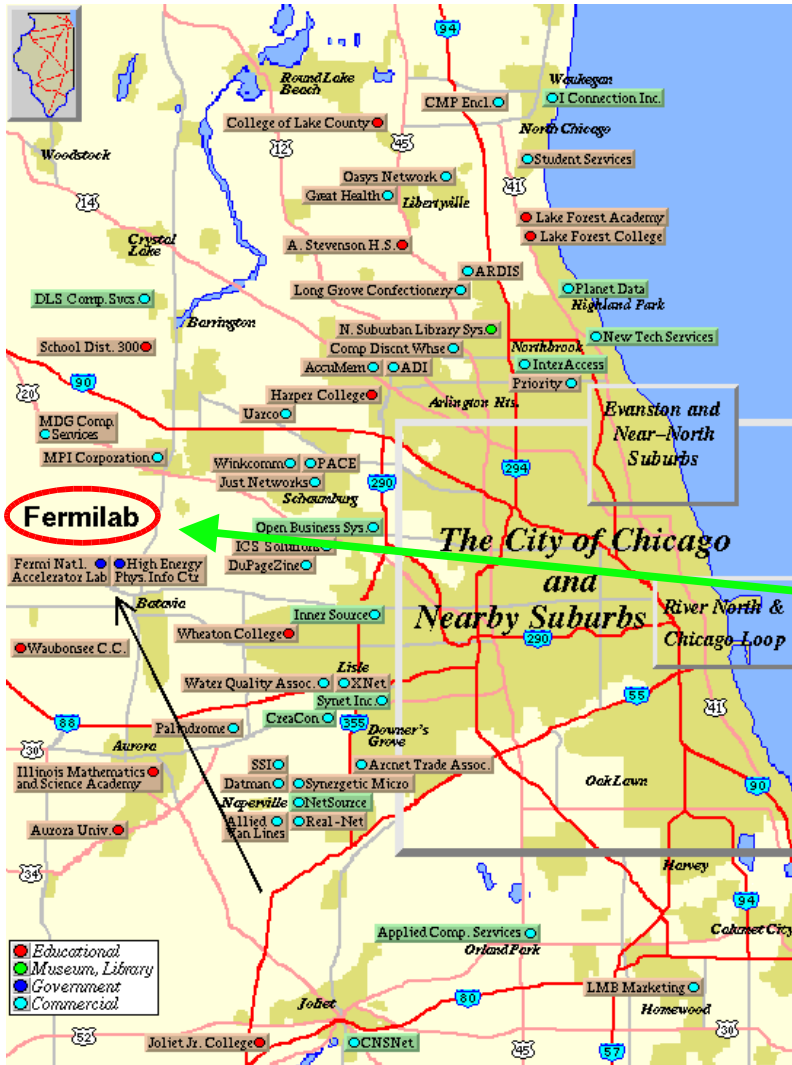 94
Round Lake
Beach
Waukegan
CMP Encl.
I Connection Inc.
College of Lake County
North Chicago
12
45
Woodstock
Student Services
Oasys Network
41
Great Health
Libertyville
14
Lake Forest Academy
Lake Forest College
Crystal
Lake
A. Stevenson H.S.
ARDIS
DLS Comp.Svcs.
Long Grove Confectionery
Planet Data
Highland Park
Barrington
N. Suburban Library Sys.
New Tech Services
School Dist. 300
Comp Discnt Whse
Northbrook
AccuMem
ADI
InterAccess
90
Priority
20
Harper College
Arlington Hts.
Uarco
Evanston and
Near-North
Suburbs
MDG Comp.
Services
MPI Corporation
Winkcomm
PACE
294
Just Networks
290
Schaumburg
Fermilab
Open Business Sys.
The City of Chicago
and
Nearby Suburbs
ICS Solutions
DuPageZine
Fermi Natl.
Accelerator Lab
High Energy
Phys.Info Ctr
Batavia
River North &
Chicago Loop
Inner Source
Wheaton College
290
Waubonsee C.C.
Lisle
Water Quality Assoc.
XNet
Synet Inc.
55
CreaCon
41
88
355
Palindrome
Downer's
Grove
30
Aurora
SSI
Arcnet Trade Assoc.
Illinois Mathematics
and Science Academy
Datman
Synergetic Micro
OakLawn
90
Naperville
NetSource
Allied
Van Lines
Real-Net
Aurora Univ.
34
Harvey
94
Applied Comp. Services
Calumet City
Orland Park
Educational
Museum, Library
Government
Commercial
LMB Marketing
80
Joliet
Homewood
52
30
Joliet Jr. College
CNSNet
45
57